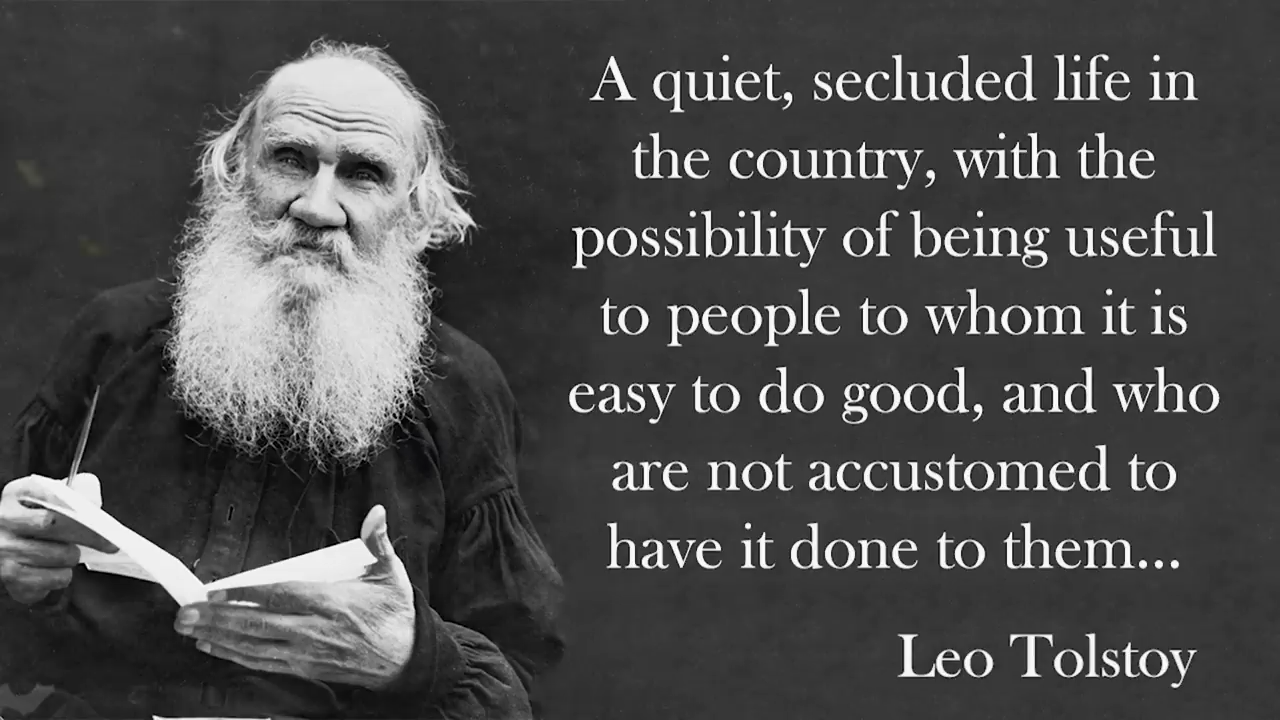 A quiet, secluded life in
the country, with the
possibility of being useful
to people to whom it is
easy to do good, and who
are not accustomed to
have it done to them...
Leo Tolstoy